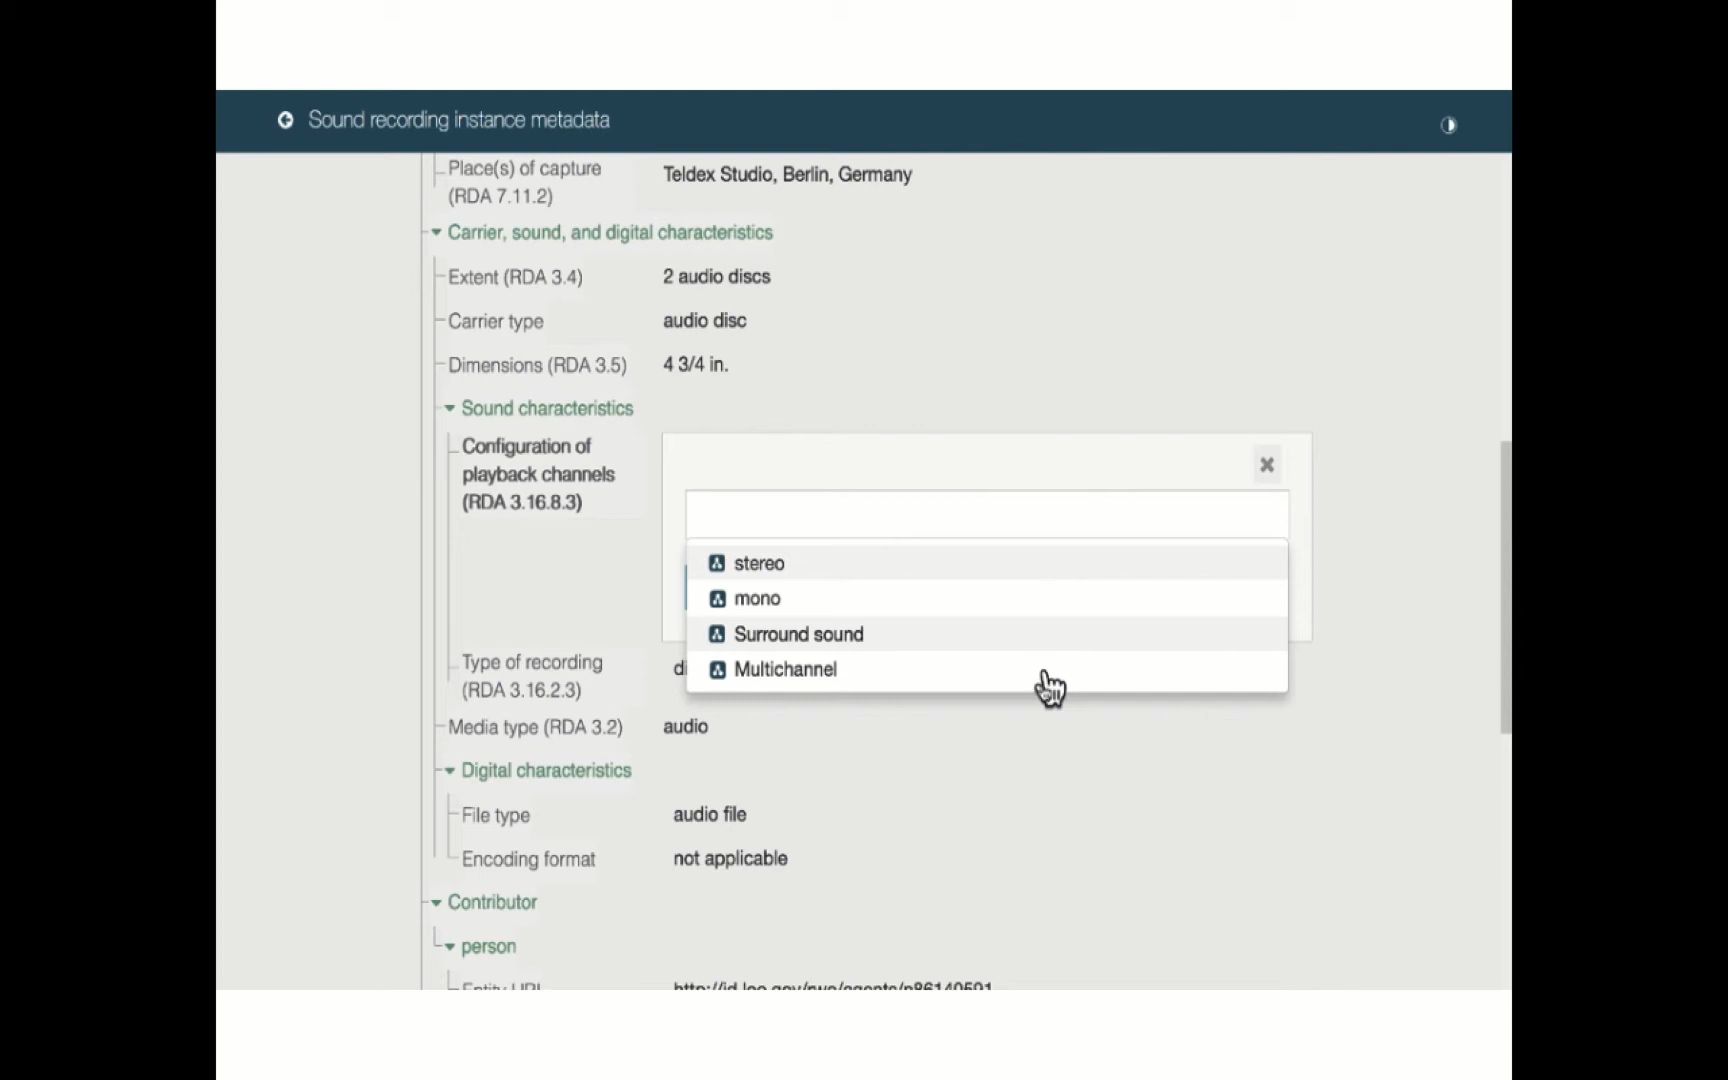 Sound recording instance metadata
Place(s) of capture
(RDA 7.11.2)
Teldex Studio, Berlin, Germany
Carrier, sound, and digital characteristics
Extent (RDA 3.4)
2 audio discs
Carrier type
audio disc
Dimensions (RDA 3.5)
4 3/4 in.
Sound characteristics
Configuration of
playback channels
(RDA 3.16.8.3)
stereo
mono
Surround sound
Multichannel
Type of recording
(RDA 3.16.2.3)
di
Media type (RDA 3.2)
audio
Digital characteristics
File type
audio file
Encoding format
not applicable
Contributor
person
Entity URI